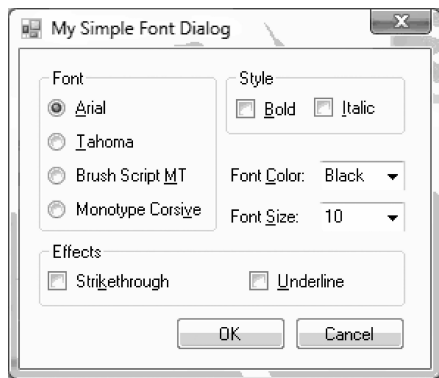 My Simple Font Dialog
Font
Arial
Tahoma
Brush Script MT
Monotype Corsive
Style
Bold Italic
Font Color: Black
Font Size: 10
Effects
Strikethrough Underline
OK Cancel